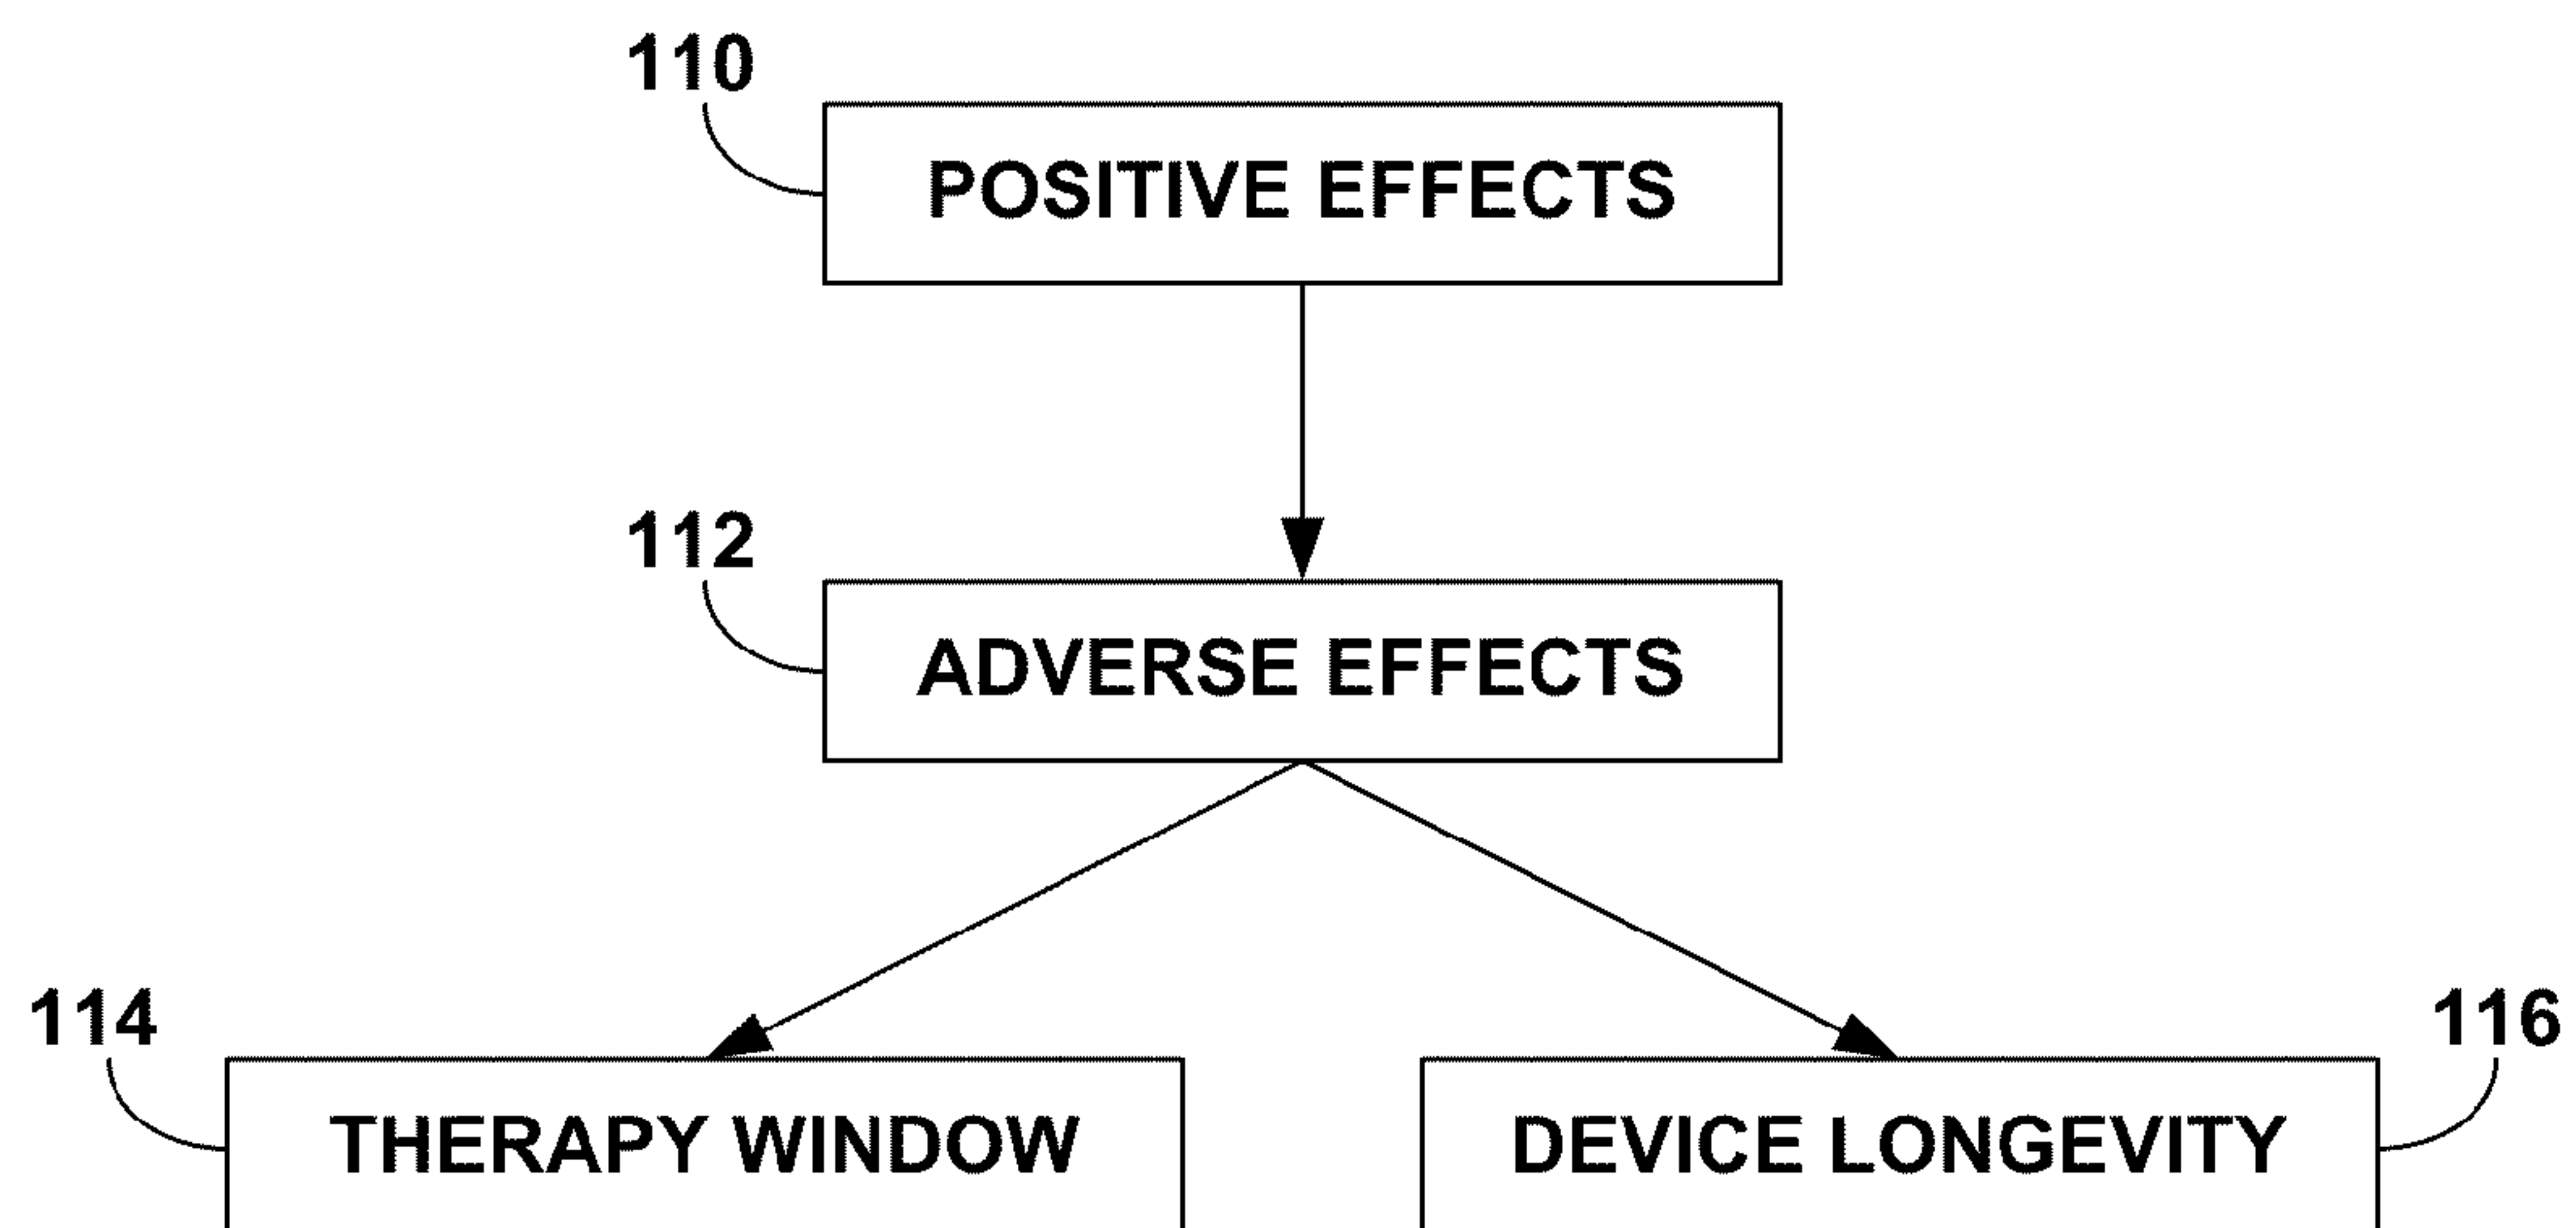 110
POSITIVE EFFECTS
112
ADVERSE EFFECTS
114
116
THERAPY WINDOW
DEVICE LONGEVITY